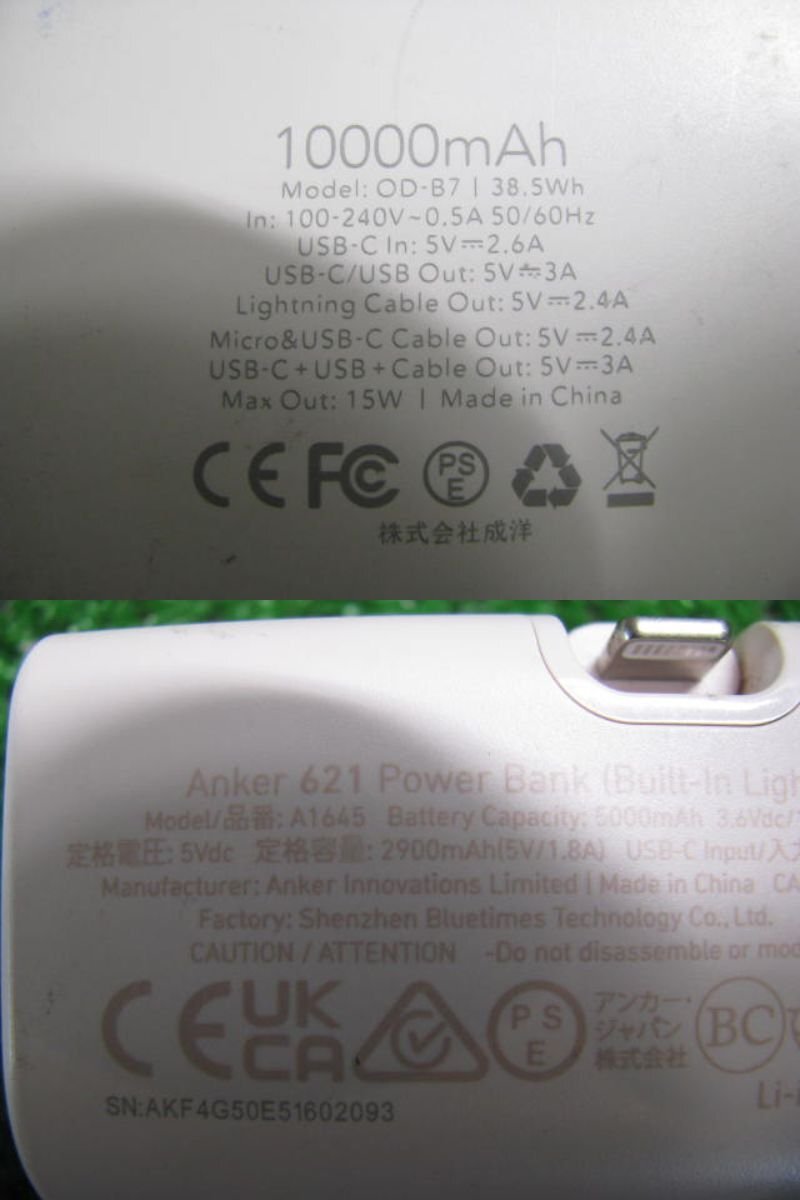 10000mAh
Model: OD-B7 | 38.5Wh
In: 100-240V~0.5A 50/60Hz
USB-C In: 5V⎓2.6A
USB-C/USB Out: 5V⎓3A
Lightning Cable Out: 5V⎓2.4A
Micro&USB-C Cable Out: 5V⎓2.4A
USB-C+USB+Cable Out: 5V⎓3A
Max Out: 15W | Made in China
CE FC PSE
株式会社成洋
Anker 621 Power Bank (Built-In Ligh
Model/品番: A1645 Battery Capacity: 5000mAh 3.6Vdc/
定格電圧: 5Vdc 定格容量: 2900mAh(5V/1.8A) USB-C Input/入
Manufacturer: Anker Innovations Limited | Made in China CA
Factory: Shenzhen Bluetimes Technology Co., Ltd.
CAUTION / ATTENTION -Do not disassemble or mo
CE UKCA PSE アンカー・ジャパン株式会社 BC
Li-
SN:AKF4G50E51602093